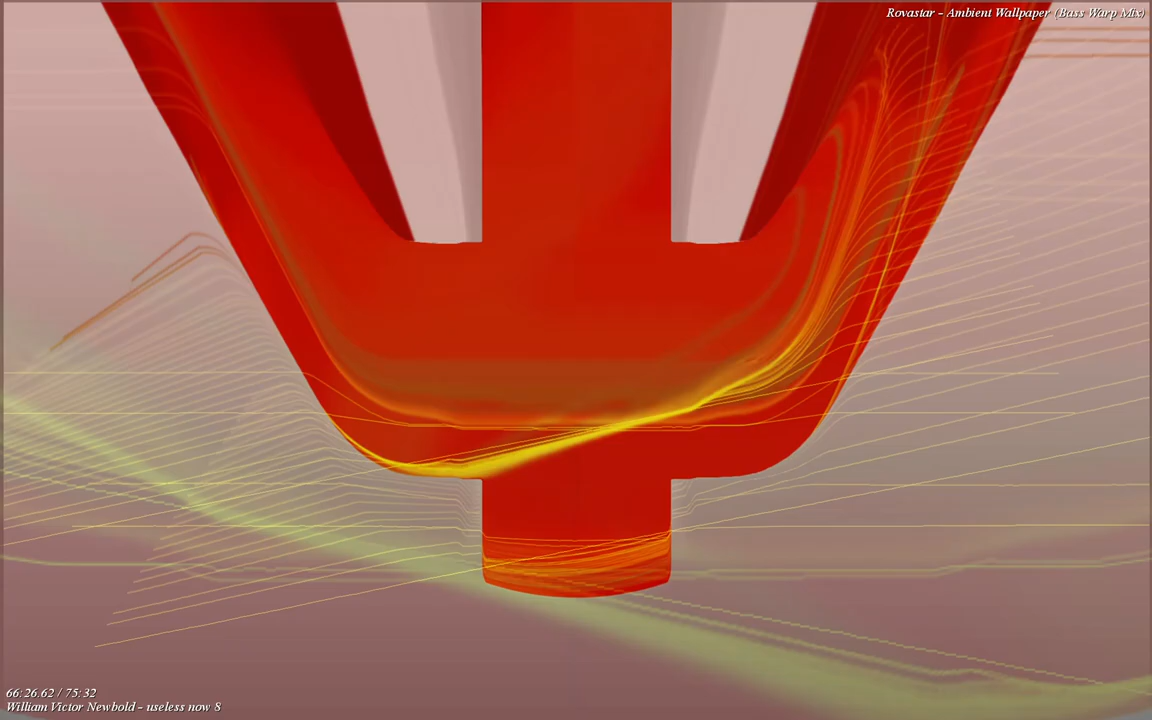 Rovastar - Ambient Wallpaper (Bass Warp Mix)
66:26.62 / 75:32
William Victor Newbold - useless now 8